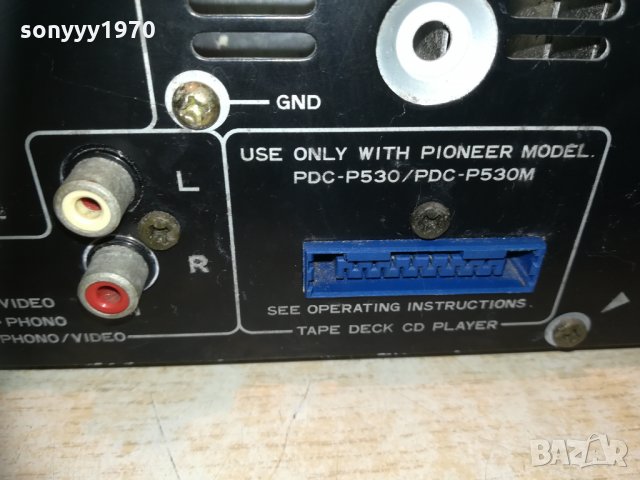 sonyyy1970
GND
USE ONLY WITH PIONEER MODEL.
PDC-P530/PDC-P530M
L
R
VIDEO
PHONO
PHONO/VIDEO
SEE OPERATING INSTRUCTIONS.
TAPE DECK CD PLAYER
BAZAR